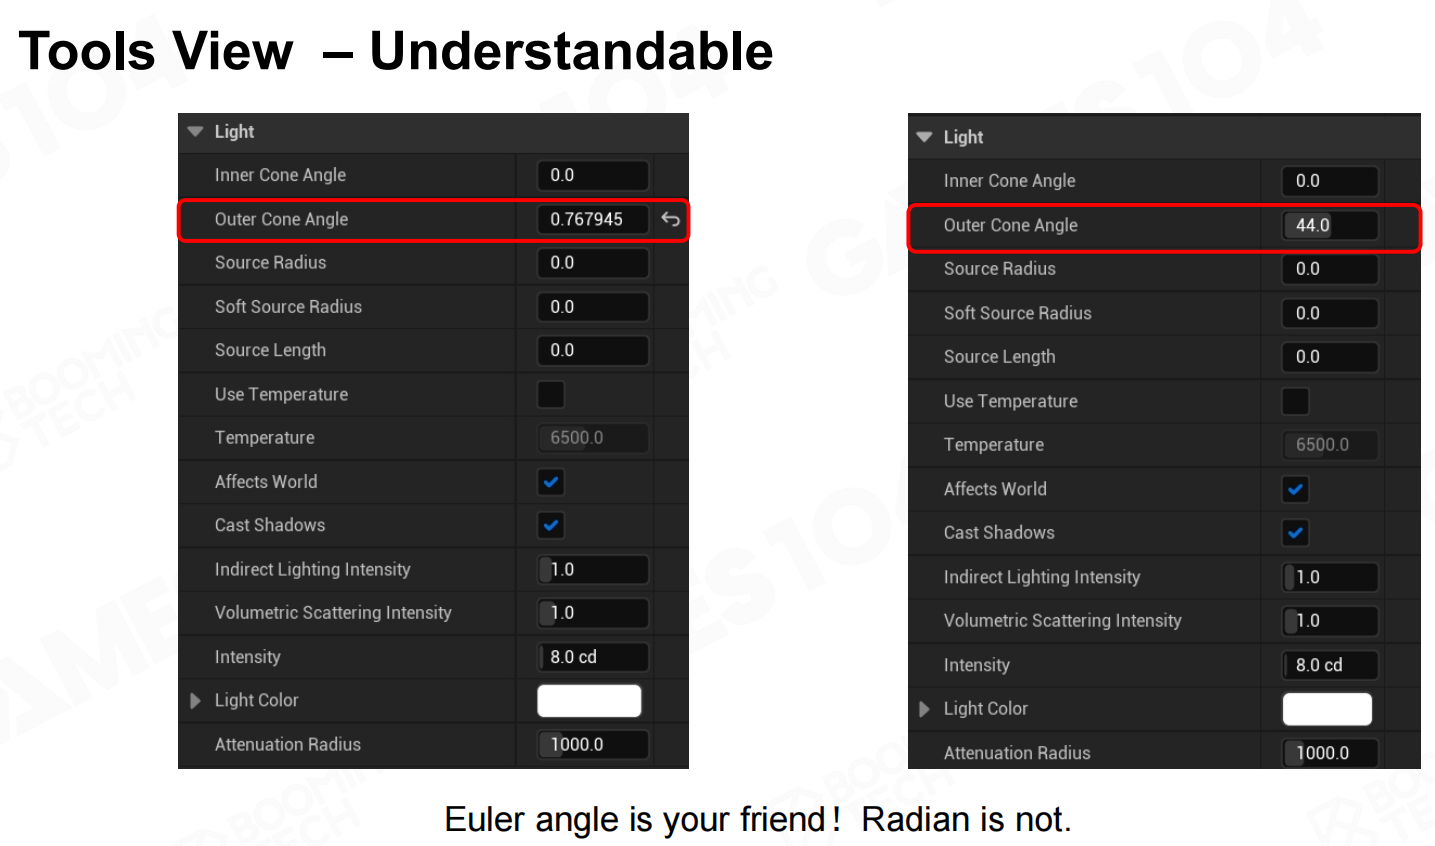 Tools View – Understandable
Light
Inner Cone Angle 0.0
Outer Cone Angle 0.767945
Source Radius 0.0
Soft Source Radius 0.0
Source Length 0.0
Use Temperature
Temperature 6500.0
Affects World
Cast Shadows
Indirect Lighting Intensity 1.0
Volumetric Scattering Intensity 1.0
Intensity 8.0 cd
Light Color
Attenuation Radius 1000.0
Light
Inner Cone Angle 0.0
Outer Cone Angle 44.0
Source Radius 0.0
Soft Source Radius 0.0
Source Length 0.0
Use Temperature
Temperature 6500.0
Affects World
Cast Shadows
Indirect Lighting Intensity 1.0
Volumetric Scattering Intensity 1.0
Intensity 8.0 cd
Light Color
Attenuation Radius 1000.0
Euler angle is your friend！ Radian is not.